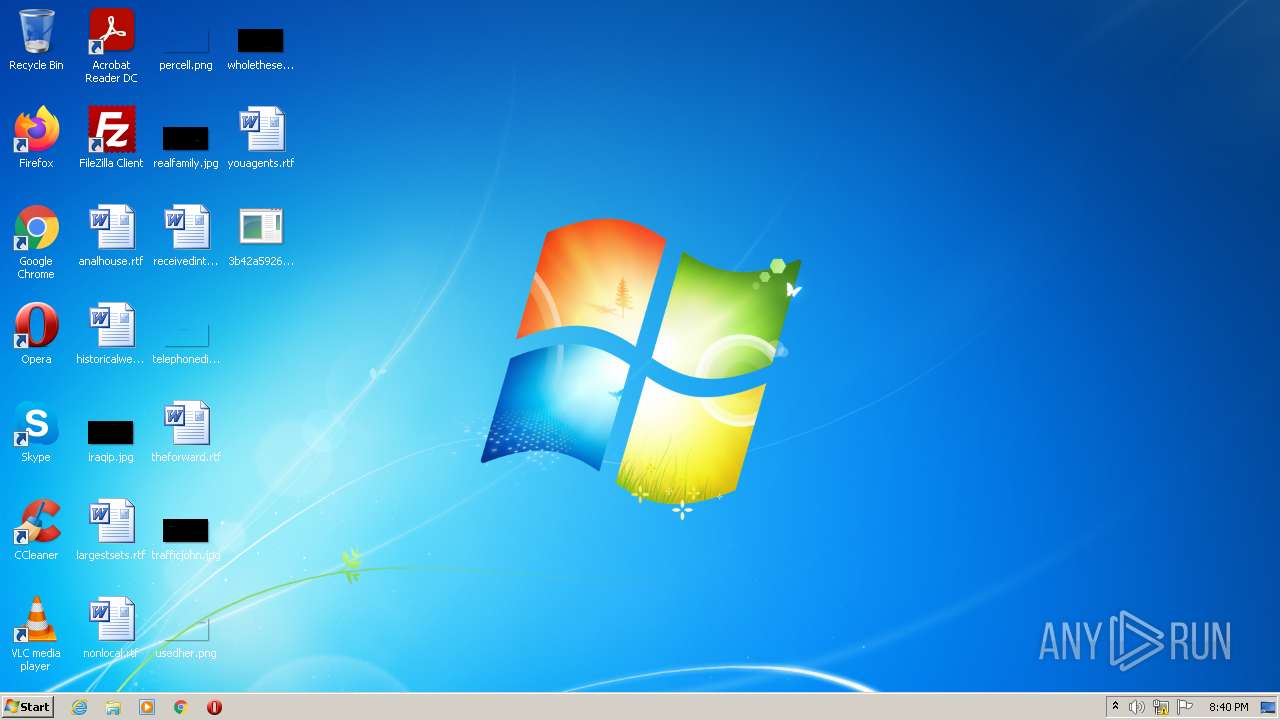 Recycle Bin
Acrobat
Reader DC
percell.png
wholethese...
Firefox
FileZilla Client
realfamily.jpg
youagents.rtf
Google
Chrome
analhouse.rtf
receivedint...
3b42a5926...
Opera
historicalwe...
telephonedi...
Skype
iraqip.jpg
theforward.rtf
CCleaner
largestsets.rtf
trafficjohn.jpg
VLC media
player
nonlocal.rtf
usedher.png
ANY RUN
Start
8:40 PM